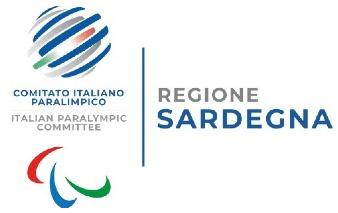 COMITATO ITALIANO
PARALIMPICO
ITALIAN PARALYMPIC
COMMITTEE
REGIONE
SARDEGNA